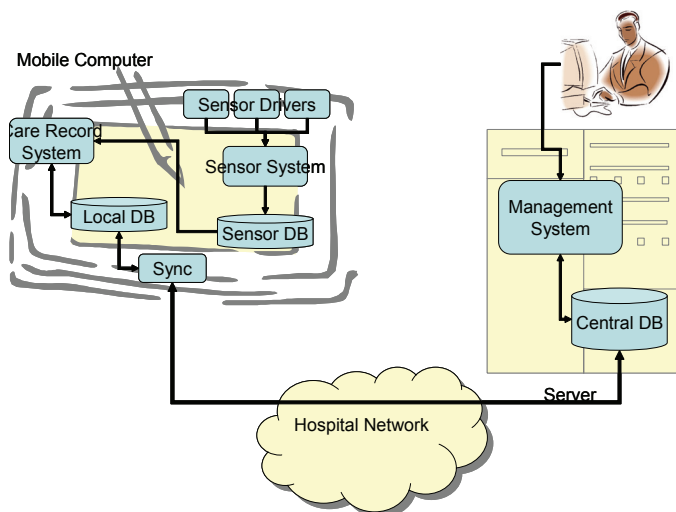 Mobile Computer
Sensor Drivers
Care Record
System
Sensor System
Local DB
Sensor DB
Sync
Management
System
Central DB
Server
Hospital Network